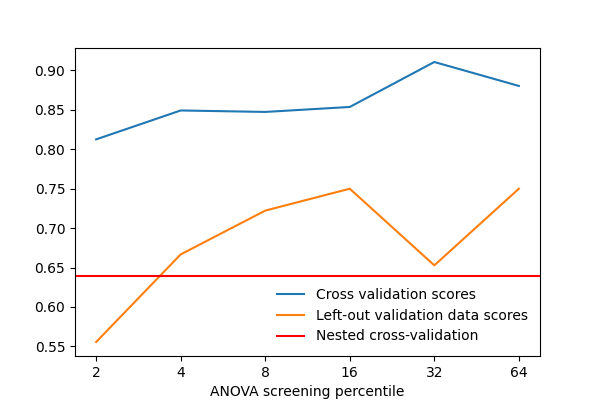 0.90
0.85
0.80
0.75
0.70
0.65
0.60
0.55
Cross validation scores
Left-out validation data scores
Nested cross-validation
2 4 8 16 32 64
ANOVA screening percentile